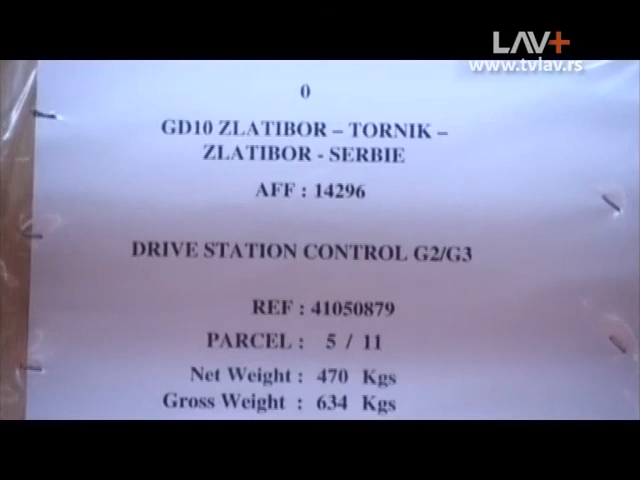 LAV+
www.tvlav.rs
0
GD10 ZLATIBOR – TORNIK –
ZLATIBOR - SERBIE
AFF : 14296
DRIVE STATION CONTROL G2/G3
REF : 41050879
PARCEL : 5 / 11
Net Weight : 470 Kgs
Gross Weight : 634 Kgs